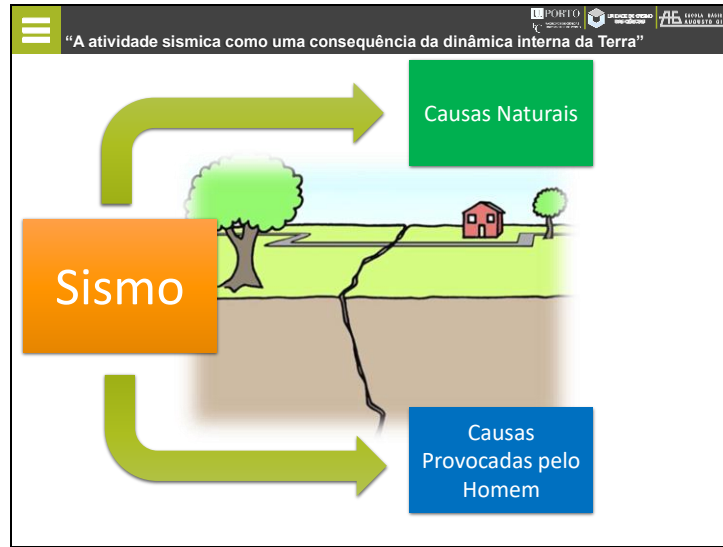 U.PORTO
"A atividade sismica como uma consequência da dinâmica interna da Terra"
Causas Naturais
Sismo
Causas
Provocadas pelo
Homem